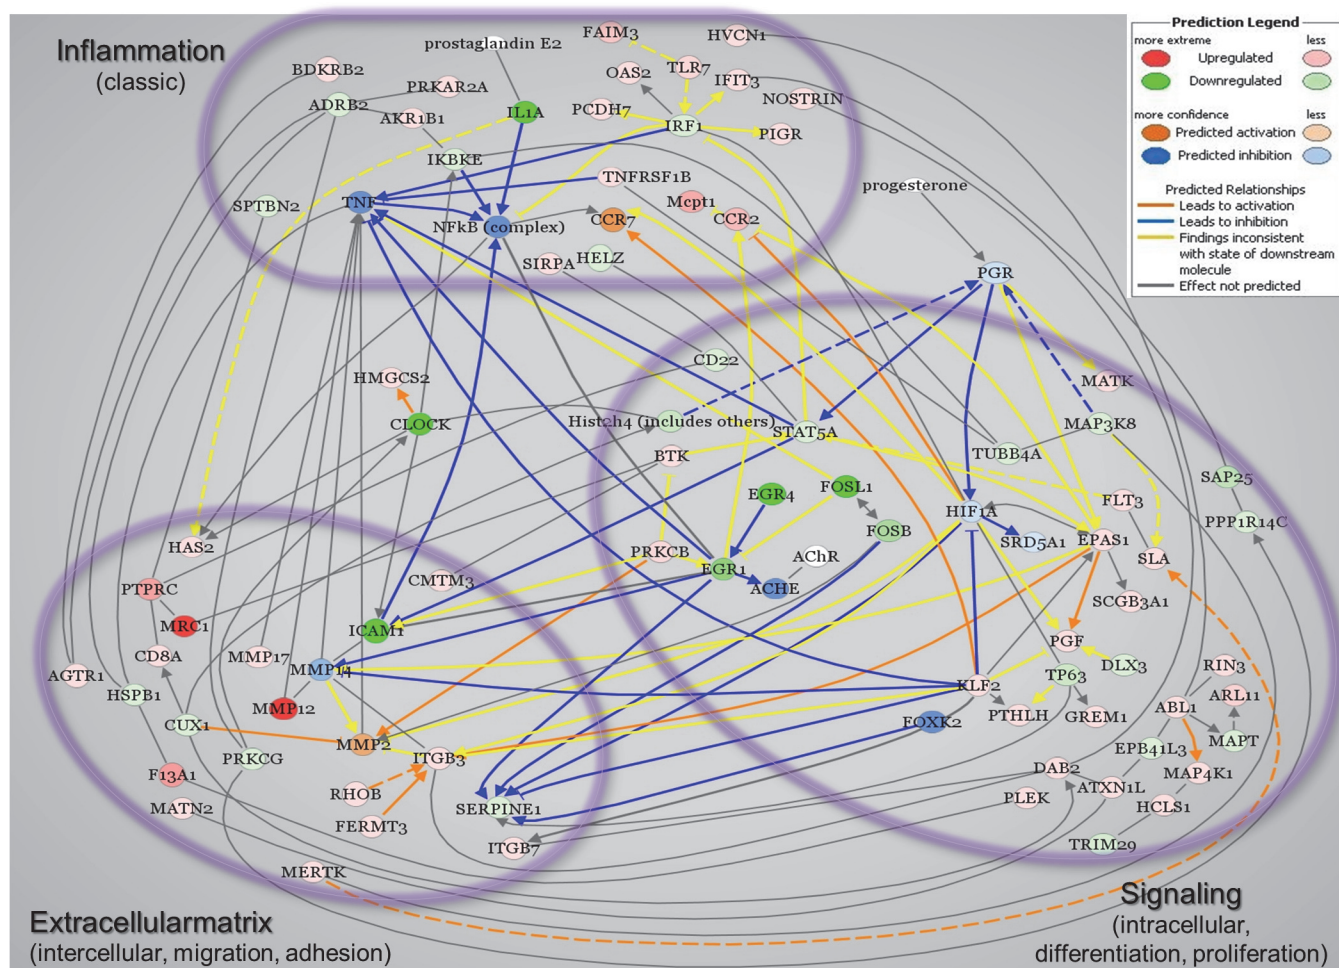 Inflammation
(classic)
prostaglandin E2
FAIM3
HVCN1
BDKRB2
TLR7
OAS2
IFIT3
PRKAR2A
ADRB2
NOSTRIN
AKR1B1
IL1A
PCDH7
IRF1
PIGR
IKBKE
TNFRSF1B
progesterone
SPTBN2
TNF
Mcpt1
NFkB (complex)
CCR7
CCR2
SIRPA
HELZ
PGR
Prediction Legend
more extreme
less
Upregulated
Downregulated
more confidence
less
Predicted activation
Predicted inhibition
Predicted Relationships
Leads to activation
Leads to inhibition
Findings inconsistent
with state of downstream
molecule
Effect not predicted
CD22
HMGCS2
MATK
CLOCK
Hist2h4 (includes others)
STAT5A
MAP3K8
BTK
TUBB4A
SAP25
EGR4
FOSL1
FLT3
HIF1A
PPP1R14C
FOSB
SRD5A1
EPAS1
HAS2
PRKCB
AChR
SLA
EGR1
PTPRC
CMTM3
ACHE
SCGB3A1
MRC1
ICAM1
PGF
CD8A
MMP17
MMP14
DLX3
RIN3
AGTR1
TP63
HSPB1
KLF2
ARL11
MMP12
ABL1
PTHLH
GREM1
CUX1
FOXK2
MAPT
MMP2
EPB41L3
PRKCG
ITGB3
F13A1
DAB2
MAP4K1
RHOB
ATXN1L
MATN2
SERPINE1
PLEK
HCLS1
FERMT3
ITGB7
TRIM29
MERTK
Extracellularmatrix
(intercellular, migration, adhesion)
Signaling
(intracellular,
differentiation, proliferation)